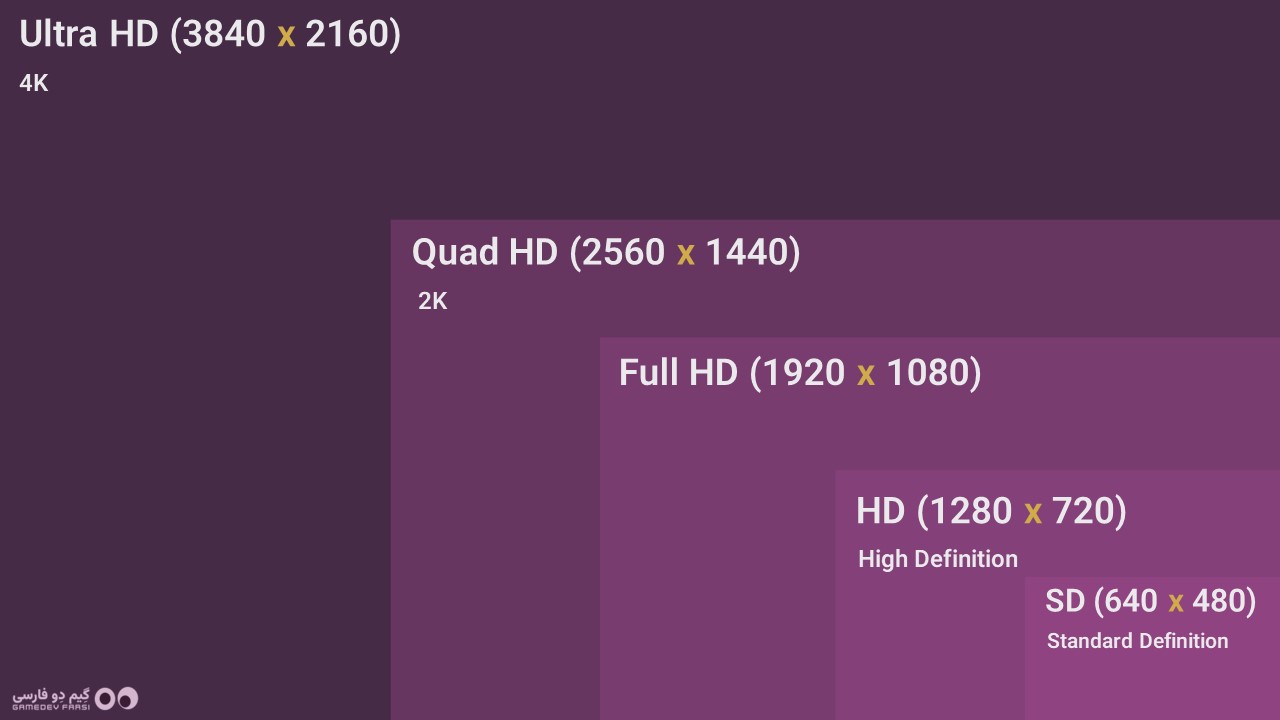 Ultra HD (3840 x 2160)
4K
Quad HD (2560 x 1440)
2K
Full HD (1920 x 1080)
HD (1280 x 720)
High Definition
SD (640 x 480)
Standard Definition
گیم دِو فارسی
GAMEDEV FARSI